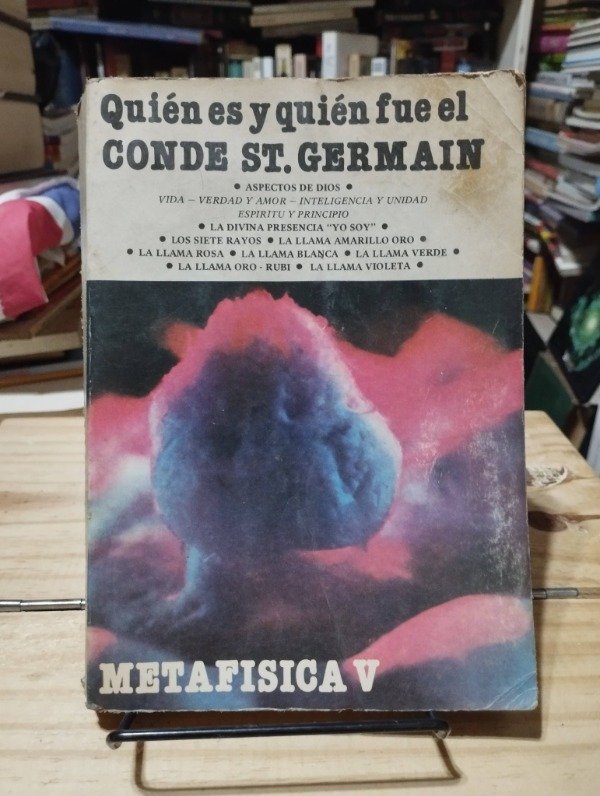 Quién es y quién fue el
CONDE ST. GERMAIN
• ASPECTOS DE DIOS •
VIDA – VERDAD Y AMOR – INTELIGENCIA Y UNIDAD
ESPIRITU Y PRINCIPIO
• LA DIVINA PRESENCIA "YO SOY" •
• LOS SIETE RAYOS • LA LLAMA AMARILLO ORO •
LA LLAMA ROSA • LA LLAMA BLANCA • LA LLAMA VERDE •
• LA LLAMA ORO - RUBI • LA LLAMA VIOLETA •
METAFISICA V